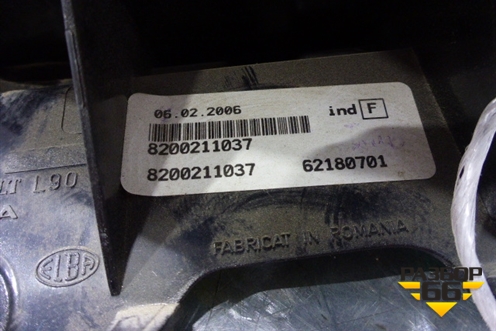 06.02.2006 ind F
8200211037
8200211037 62180701
L90
FABRICAT IN ROMANIA
ELBA
РАЗБОР
66